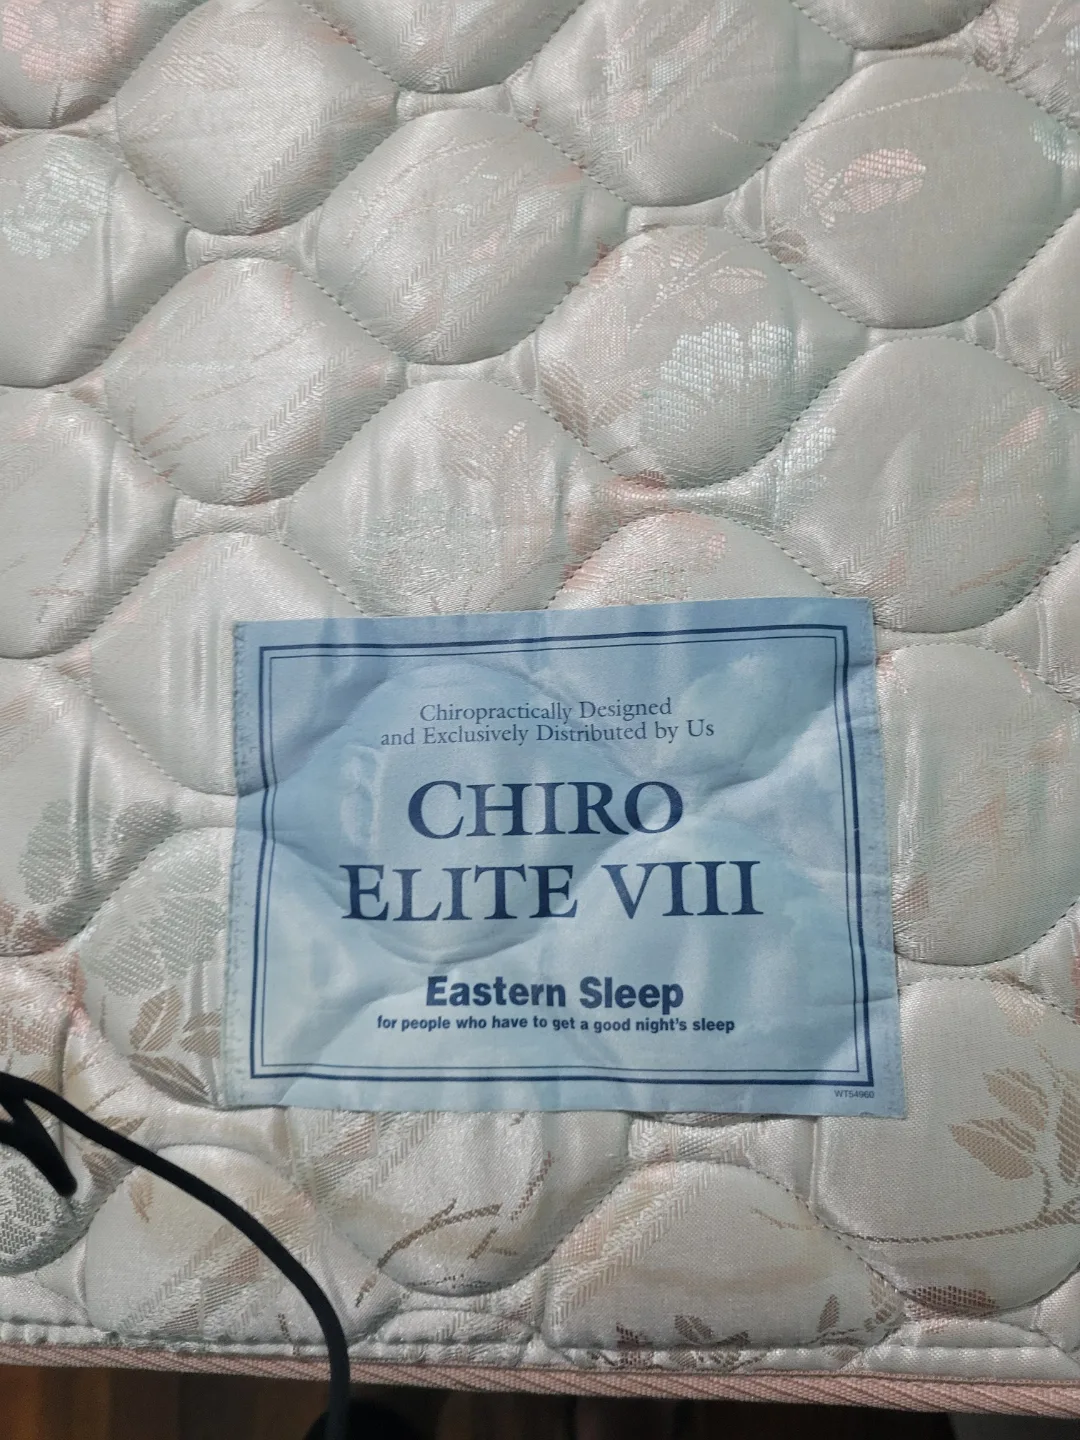 Chiropractically Designed
and Exclusively Distributed by Us
CHIRO
ELITE VIII
Eastern Sleep
for people who have to get a good night's sleep
WT54960